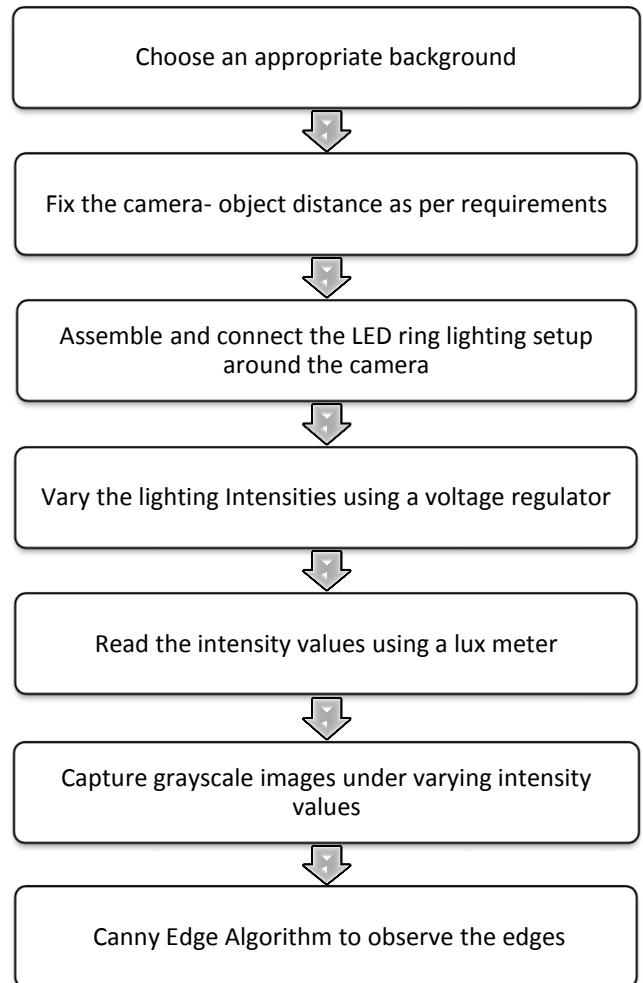 Choose an appropriate background
Fix the camera- object distance as per requirements
Assemble and connect the LED ring lighting setup
around the camera
Vary the lighting Intensities using a voltage regulator
Read the intensity values using a lux meter
Capture grayscale images under varying intensity
values
Canny Edge Algorithm to observe the edges